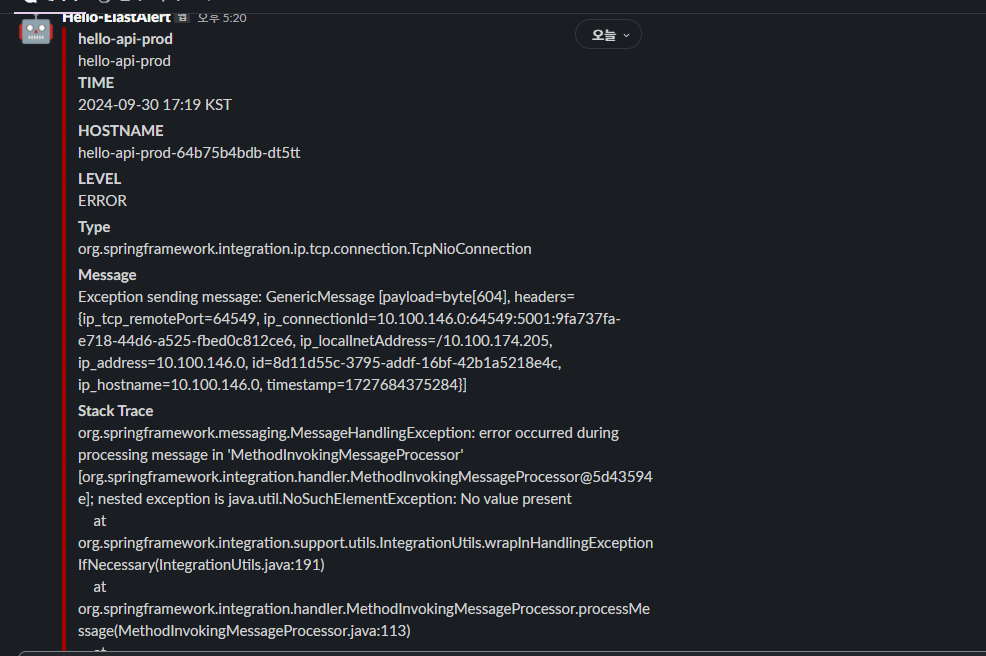 Hello-ElastAlert 앱 오후 5:20
오늘
hello-api-prod
hello-api-prod
TIME
2024-09-30 17:19 KST
HOSTNAME
hello-api-prod-64b75b4bdb-dt5tt
LEVEL
ERROR
Type
org.springframework.integration.ip.tcp.connection.TcpNioConnection
Message
Exception sending message: GenericMessage [payload=byte[604], headers=
{ip_tcp_remotePort=64549, ip_connectionId=10.100.146.0:64549:5001:9fa737fa-
e718-44d6-a525-fbed0c812ce6, ip_localInetAddress=/10.100.174.205,
ip_address=10.100.146.0, id=8d11d55c-3795-addf-16bf-42b1a5218e4c,
ip_hostname=10.100.146.0, timestamp=1727684375284}]
Stack Trace
org.springframework.messaging.MessageHandlingException: error occurred during
processing message in 'MethodInvokingMessageProcessor'
[org.springframework.integration.handler.MethodInvokingMessageProcessor@5d43594
e]; nested exception is java.util.NoSuchElementException: No value present
at
org.springframework.integration.support.utils.IntegrationUtils.wrapInHandlingException
IfNecessary(IntegrationUtils.java:191)
at
org.springframework.integration.handler.MethodInvokingMessageProcessor.processMe
ssage(MethodInvokingMessageProcessor.java:113)
at